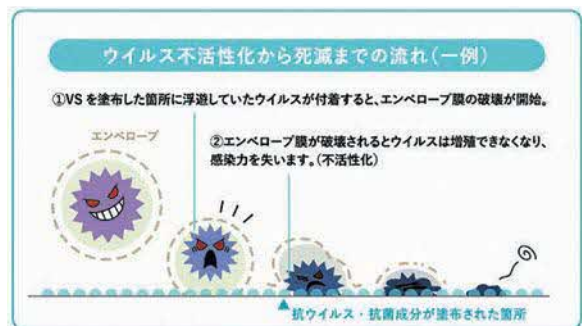 ウイルス不活性化から死滅までの流れ(一例)
①VSを塗布した箇所に浮遊していたウイルスが付着すると、エンベロープ膜の破壊が開始。
エンベロープ
②エンベロープ膜が破壊されるとウイルスは増殖できなくなり、
感染力を失います。(不活性化)
▲抗ウイルス・抗菌成分が塗布された箇所